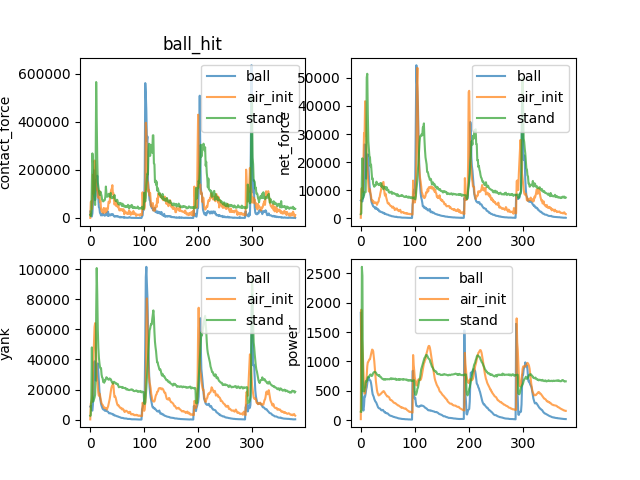 ball_hit
contact_force
600000
400000
200000
0
0
100
200
300
ball
air_init
stand
net_force
50000
40000
30000
20000
10000
0
0
100
200
300
ball
air_init
stand
yank
100000
80000
60000
40000
20000
0
0
100
200
300
ball
air_init
stand
power
2500
2000
1500
1000
500
0
0
100
200
300
ball
air_init
stand